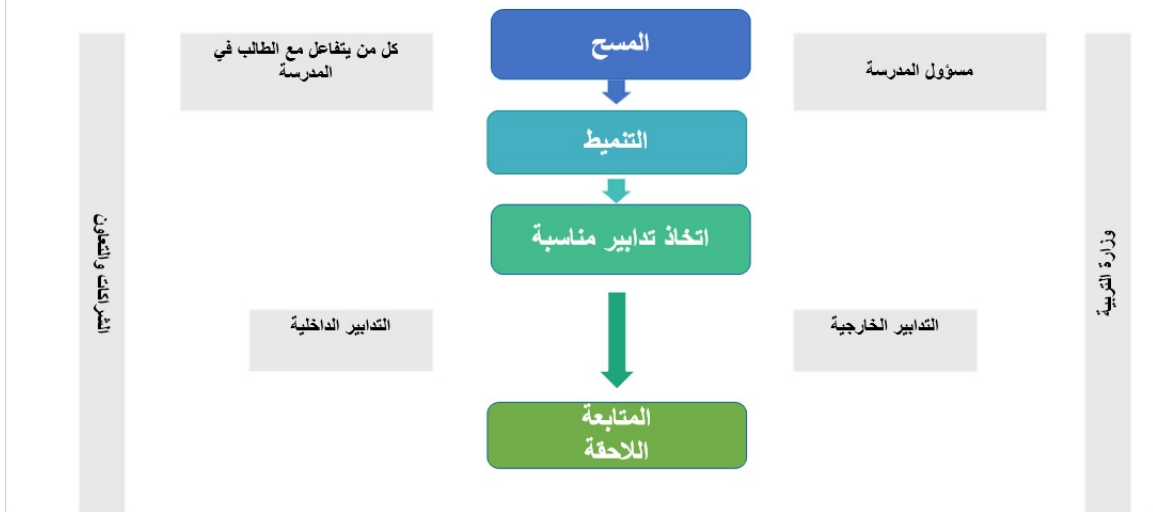 المسح
مسؤول المدرسة
كل من يتفاعل مع الطالب في
المدرسة
التنميط
اتخاذ تدابير مناسبة
وزارة التربية
الشراكات والتعاون
التدابير الخارجية
التدابير الداخلية
المتابعة
اللاحقة